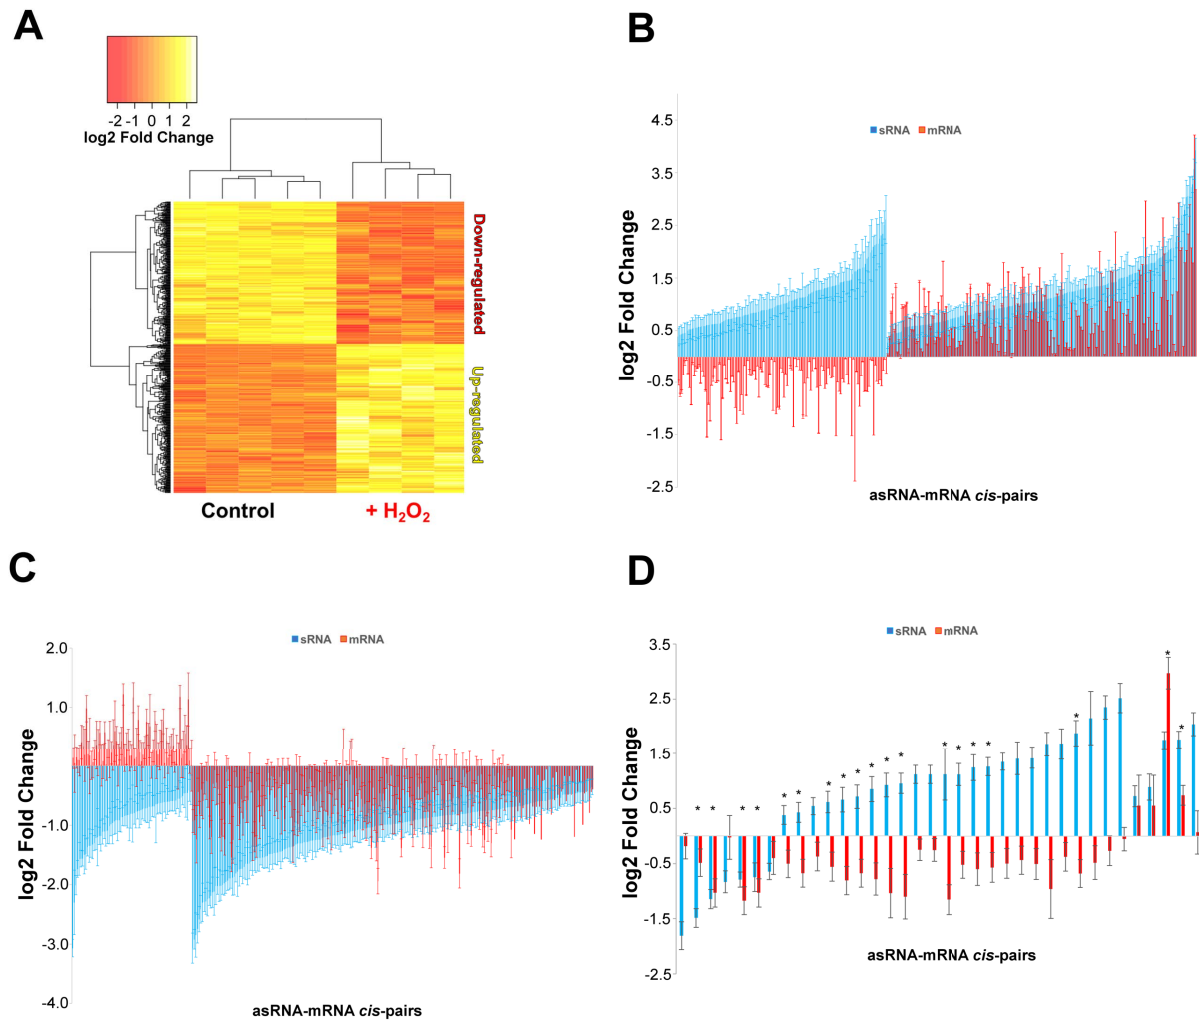 A
-2 -1 0 1 2
log2 Fold Change
Down-regulated
Up-regulated
Control
+ H₂O₂
B
sRNA mRNA
4.5
3.5
2.5
1.5
0.5
-0.5
-1.5
-2.5
log2 Fold Change
asRNA-mRNA cis-pairs
C
sRNA mRNA
2.0
1.0
0.0
-1.0
-2.0
-3.0
-4.0
log2 Fold Change
asRNA-mRNA cis-pairs
D
sRNA mRNA
3.5
2.5
1.5
0.5
-0.5
-1.5
-2.5
log2 Fold Change
* * * * * * * * * * * * * * * * * * * *
asRNA-mRNA cis-pairs